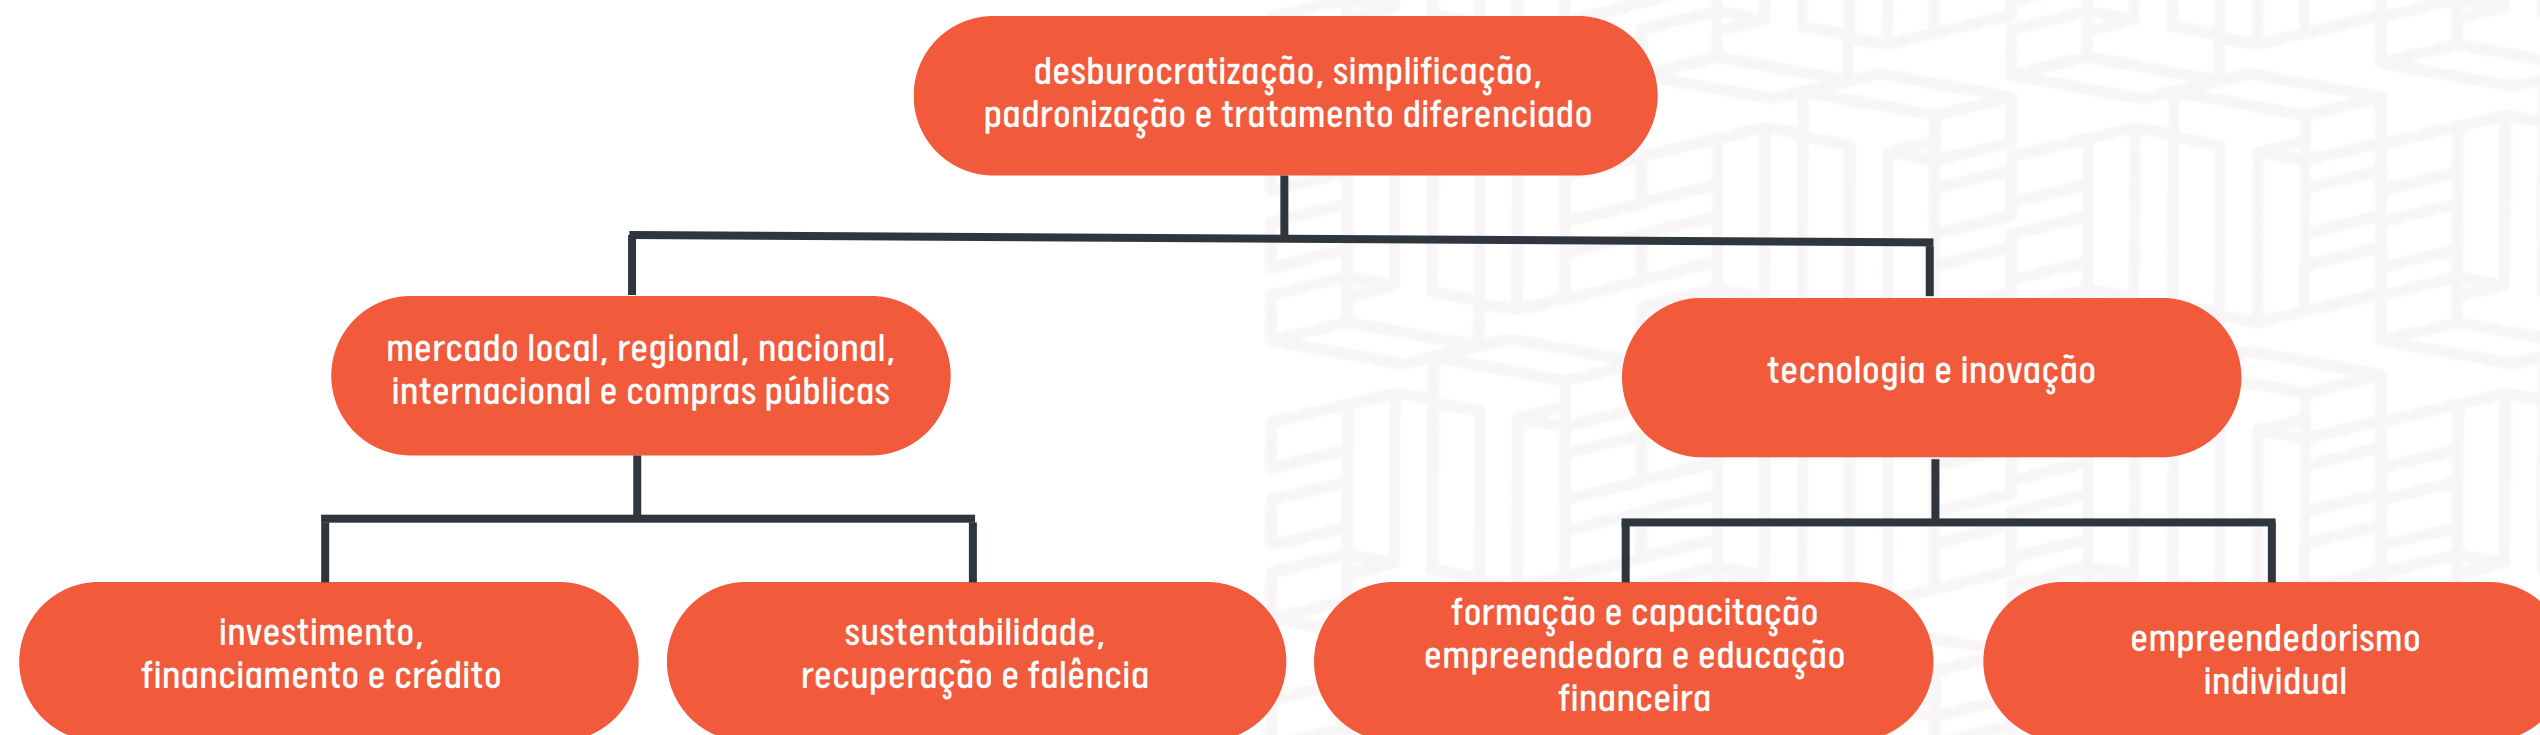 desburocratização, simplificação,
padronização e tratamento diferenciado
mercado local, regional, nacional,
internacional e compras públicas
tecnologia e inovação
investimento,
financiamento e crédito
sustentabilidade,
recuperação e falência
formação e capacitação
empreendedora e educação
financeira
empreendedorismo
individual